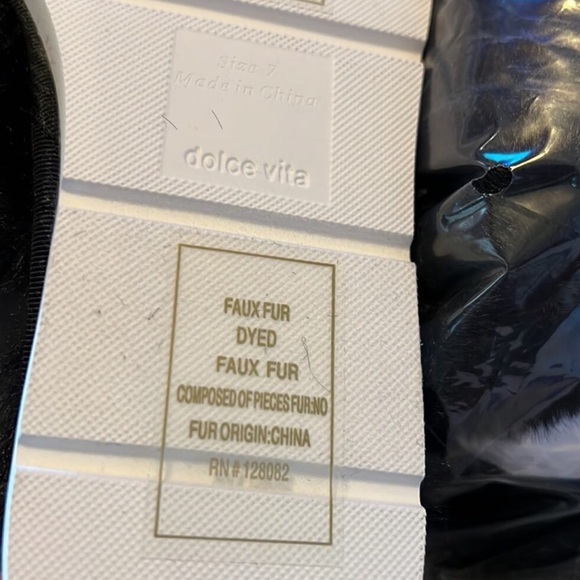 Size 7
Made in China
dolce vita
FAUX FUR
DYED
FAUX FUR
COMPOSED OF PIECES FUR:NO
FUR ORIGIN:CHINA
RN # 128082